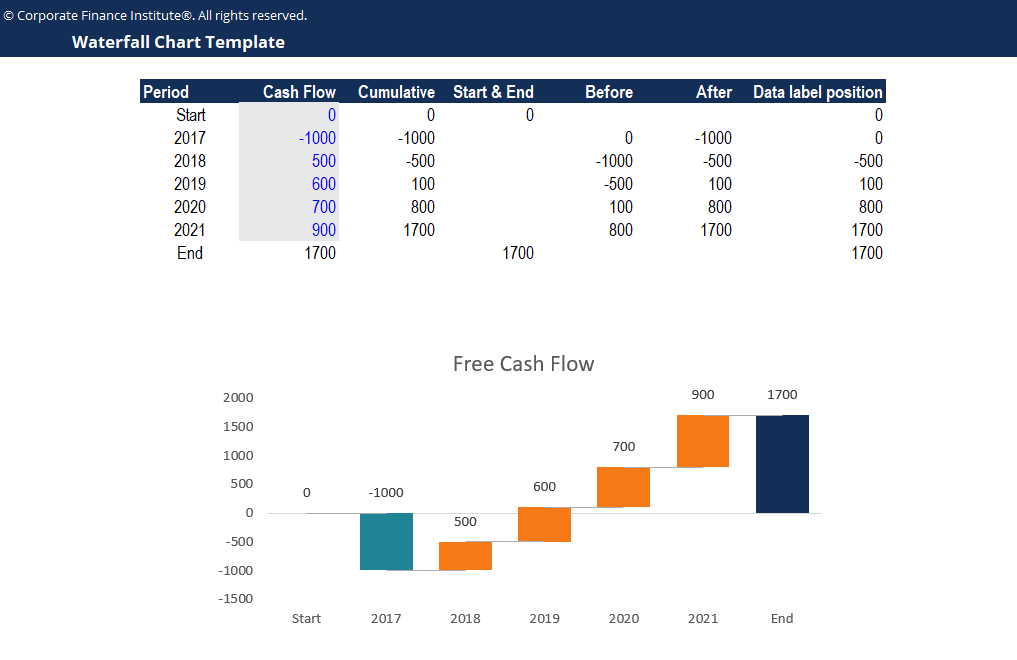 © Corporate Finance Institute®. All rights reserved.
Waterfall Chart Template
Period Cash Flow Cumulative Start & End Before After Data label position
Start 0 0 0 0
2017 -1000 -1000 0 -1000 0
2018 500 -500 -1000 -500 -500
2019 600 100 -500 100 100
2020 700 800 100 800 800
2021 900 1700 800 1700 1700
End 1700 1700 1700
Free Cash Flow
2000 900 1700
1500
700
1000
500 0 -1000 600
0 500
-500
-1000
-1500
Start 2017 2018 2019 2020 2021 End